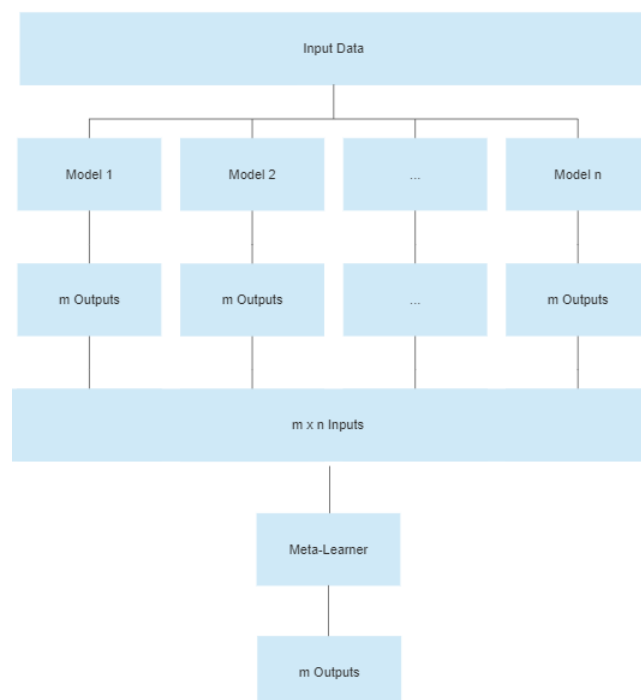 Input Data
Model 1
Model 2
...
Model n
m Outputs
m Outputs
...
m Outputs
m x n Inputs
Meta-Learner
m Outputs